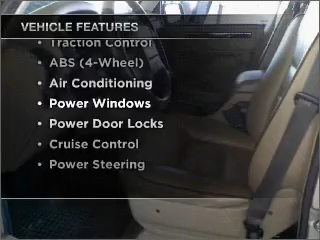 VEHICLE FEATURES
• Traction Control
• ABS (4-Wheel)
• Air Conditioning
• Power Windows
• Power Door Locks
• Cruise Control
• Power Steering